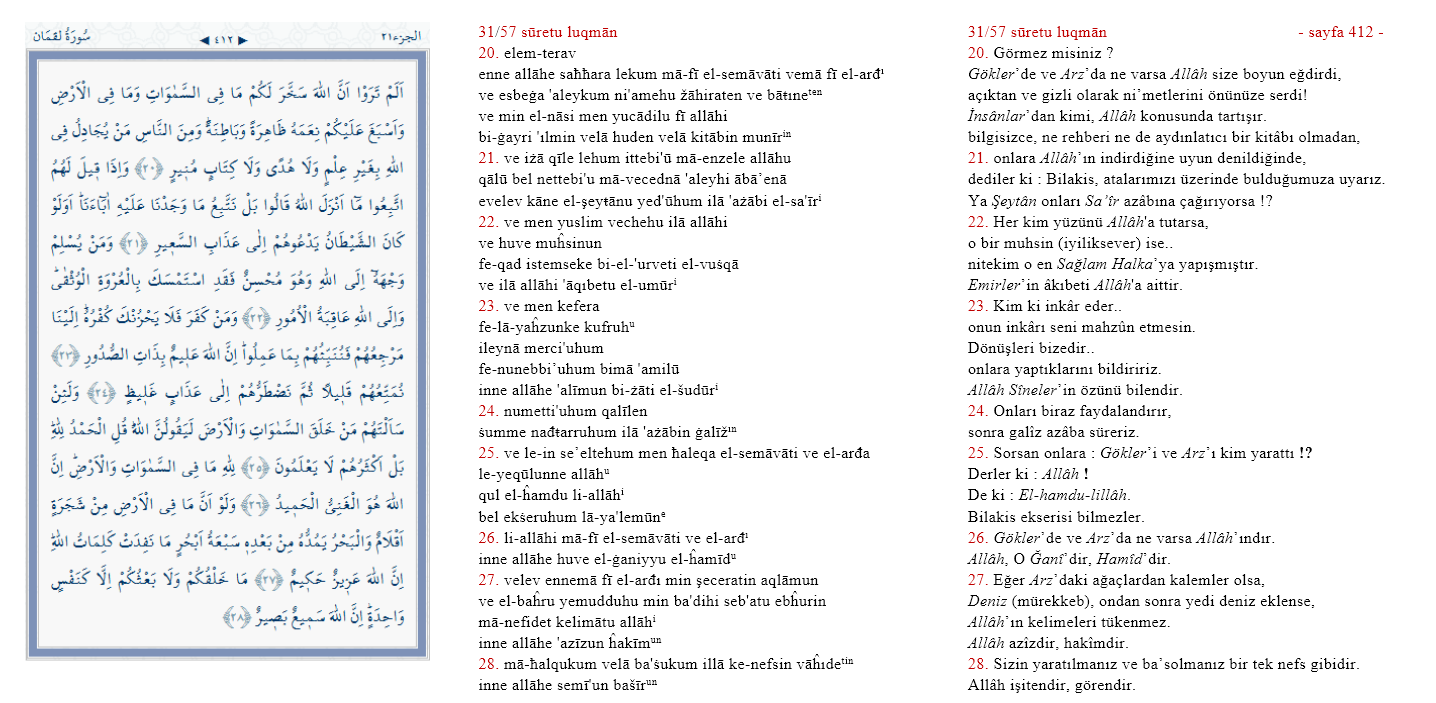 سُورَةُ لُقْمَان ◀ ٤١٢ ▶ الجزء٢١
اَلَمْ تَرَوْا اَنَّ اللّٰهَ سَخَّرَ لَكُمْ مَا فِى السَّمٰوَاتِ وَمَا فِى الْاَرْضِ
وَاَسْبَغَ عَلَيْكُمْ نِعَمَهُ ظَاهِرَةً وَبَاطِنَةًۜ وَمِنَ النَّاسِ مَنْ يُجَادِلُ فِى
اللّٰهِ بِغَيْرِ عِلْمٍ وَلَا هُدًى وَلَا كِتَابٍ مُنٖيرٍ ﴿٢٠﴾ وَاِذَا قٖيلَ لَهُمُ
اتَّبِعُوا مَٓا اَنْزَلَ اللّٰهُ قَالُوا بَلْ نَتَّبِعُ مَا وَجَدْنَا عَلَيْهِ اٰبَٓاءَنَاۜ اَوَلَوْ
كَانَ الشَّيْطَانُ يَدْعُوهُمْ اِلٰى عَذَابِ السَّعٖيرِ ﴿٢١﴾ وَمَنْ يُسْلِمْ
وَجْهَهُٓ اِلَى اللّٰهِ وَهُوَ مُحْسِنٌ فَقَدِ اسْتَمْسَكَ بِالْعُرْوَةِ الْوُثْقٰىۜ
وَاِلَى اللّٰهِ عَاقِبَةُ الْاُمُورِ ﴿٢٢﴾ وَمَنْ كَفَرَ فَلَا يَحْزُنْكَ كُفْرُهُۜ اِلَيْنَا
مَرْجِعُهُمْ فَنُنَبِّئُهُمْ بِمَا عَمِلُواۜ اِنَّ اللّٰهَ عَلٖيمٌ بِذَاتِ الصُّدُورِ ﴿٢٣﴾
نُمَتِّعُهُمْ قَلٖيلًا ثُمَّ نَضْطَرُّهُمْ اِلٰى عَذَابٍ غَلٖيظٍ ﴿٢٤﴾ وَلَئِنْ
سَاَلْتَهُمْ مَنْ خَلَقَ السَّمٰوَاتِ وَالْاَرْضَ لَيَقُولُنَّ اللّٰهُۜ قُلِ الْحَمْدُ لِلّٰهِۜ
بَلْ اَكْثَرُهُمْ لَا يَعْلَمُونَ ﴿٢٥﴾ لِلّٰهِ مَا فِى السَّمٰوَاتِ وَالْاَرْضِۜ اِنَّ
اللّٰهَ هُوَ الْغَنِىُّ الْحَمٖيدُ ﴿٢٦﴾ وَلَوْ اَنَّ مَا فِى الْاَرْضِ مِنْ شَجَرَةٍ
اَقْلَامٌ وَالْبَحْرُ يَمُدُّهُ مِنْ بَعْدِهٖ سَبْعَةُ اَبْحُرٍ مَا نَفِدَتْ كَلِمَاتُ اللّٰهِۜ
اِنَّ اللّٰهَ عَزٖيزٌ حَكٖيمٌ ﴿٢٧﴾ مَا خَلْقُكُمْ وَلَا بَعْثُكُمْ اِلَّا كَنَفْسٍ
وَاحِدَةٍۜ اِنَّ اللّٰهَ سَمٖيعٌ بَصٖيرٌ ﴿٢٨﴾
31/57 sūretu luqmān
20. elem-terav
enne allāhe saħħara lekum mā-fī el-semāvāti vemā fī el-arđⁱ
ve esbeġa 'aleykum ni'amehu žāhiraten ve bāŧıneᵗᵉⁿ
ve min el-nāsi men yucādilu fī allāhi
bi-ġayri 'ilmin velā huden velā kitābin munīrⁱⁿ
21. ve iżā qīle lehum ittebi'ū mā-enzele allāhu
qālū bel nettebi'u mā-vecednā 'aleyhi ābā’enā
evelev kāne el-şeyŧānu yed'ūhum ilā 'ażābi el-sa'īrⁱ
22. ve men yuslim vechehu ilā allāhi
ve huve muĥsinun
fe-qad istemseke bi-el-'urveti el-vuṡqā
ve ilā allāhi 'āqıbetu el-umūrⁱ
23. ve men kefera
fe-lā-yaĥzunke kufruhᵘ
ileynā merci'uhum
fe-nunebbi’uhum bimā 'amilū
inne allāhe 'alīmun bi-żāti el-šudūrⁱ
24. numetti'uhum qalīlen
ṡumme nađŧarruhum ilā 'ażābin ġalīžⁱⁿ
25. ve le-in se’eltehum men ħaleqa el-semāvāti ve el-arđa
le-yeqūlunne allāhᵘ
qul el-ĥamdu li-allāhⁱ
bel ekṡeruhum lā-ya'lemūnᵉ
26. li-allāhi mā-fī el-semāvāti ve el-arđⁱ
inne allāhe huve el-ġaniyyu el-ĥamīdᵘ
27. velev ennemā fī el-arđı min şeceratin aqlāmun
ve el-baĥru yemudduhu min ba'dihi seb'atu ebĥurin
mā-nefidet kelimātu allāhⁱ
inne allāhe 'azīzun ĥakīmᵘⁿ
28. mā-ħalqukum velā ba'ṡukum illā ke-nefsin vāĥıdeᵗⁱⁿ
inne allāhe semī'un bašīrᵘⁿ
31/57 sūretu luqmān - sayfa 412 -
20. Görmez misiniz ?
Gökler’de ve Arz’da ne varsa Allâh size boyun eğdirdi,
açıktan ve gizli olarak ni’metlerini önünüze serdi!
İnsânlar’dan kimi, Allâh konusunda tartışır.
bilgisizce, ne rehberi ne de aydınlatıcı bir kitâbı olmadan,
21. onlara Allâh’ın indirdiğine uyun denildiğinde,
dediler ki : Bilakis, atalarımızı üzerinde bulduğumuza uyarız.
Ya Şeytân onları Sa’îr azâbına çağırıyorsa !?
22. Her kim yüzünü Allâh'a tutarsa,
o bir muhsin (iyiliksever) ise..
nitekim o en Sağlam Halka’ya yapışmıştır.
Emirler’in âkıbeti Allâh'a aittir.
23. Kim ki inkâr eder..
onun inkârı seni mahzûn etmesin.
Dönüşleri bizedir..
onlara yaptıklarını bildiririz.
Allâh Sîneler’in özünü bilendir.
24. Onları biraz faydalandırır,
sonra galîz azâba süreriz.
25. Sorsan onlara : Gökler’i ve Arz’ı kim yarattı !?
Derler ki : Allâh !
De ki : El-hamdu-lillâh.
Bilakis ekserisi bilmezler.
26. Gökler’de ve Arz’da ne varsa Allâh’ındır.
Allâh, O Ğanî’dir, Hamîd’dir.
27. Eğer Arz’daki ağaçlardan kalemler olsa,
Deniz (mürekkeb), ondan sonra yedi deniz eklense,
Allâh’ın kelimeleri tükenmez.
Allâh azîzdir, hakîmdir.
28. Sizin yaratılmanız ve ba’solmanız bir tek nefs gibidir.
Allâh işitendir, görendir.